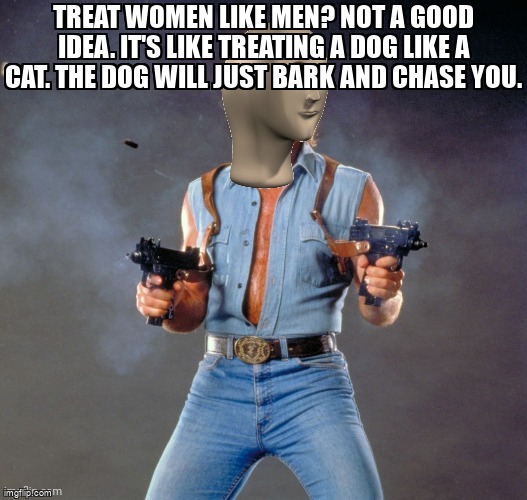 TREAT WOMEN LIKE MEN? NOT A GOOD
IDEA. IT'S LIKE TREATING A DOG LIKE A
CAT. THE DOG WILL JUST BARK AND CHASE YOU.
imgflip.com